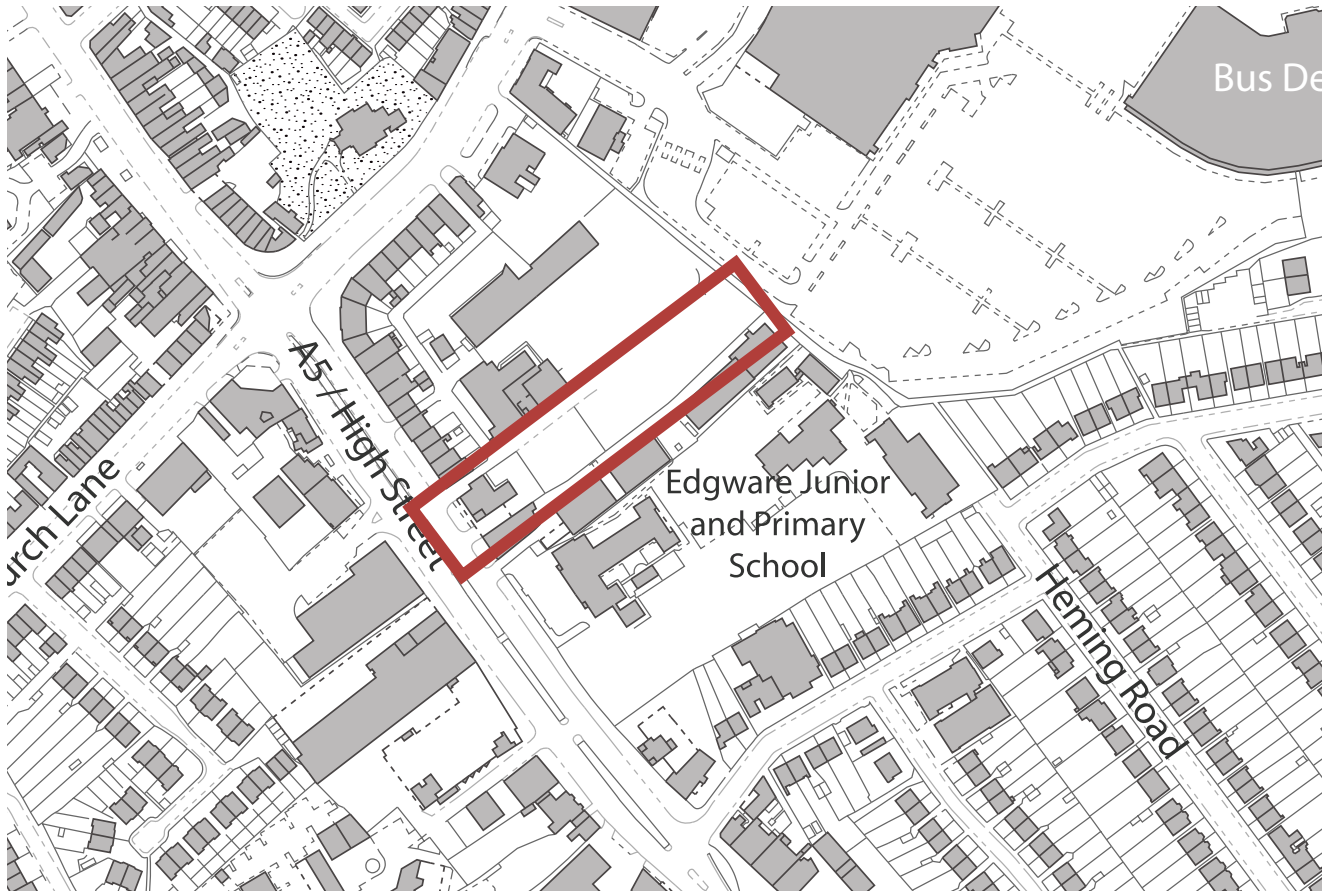 Bus De
A5 / High Street
urch Lane
Edgware Junior
and Primary
School
Heming Road